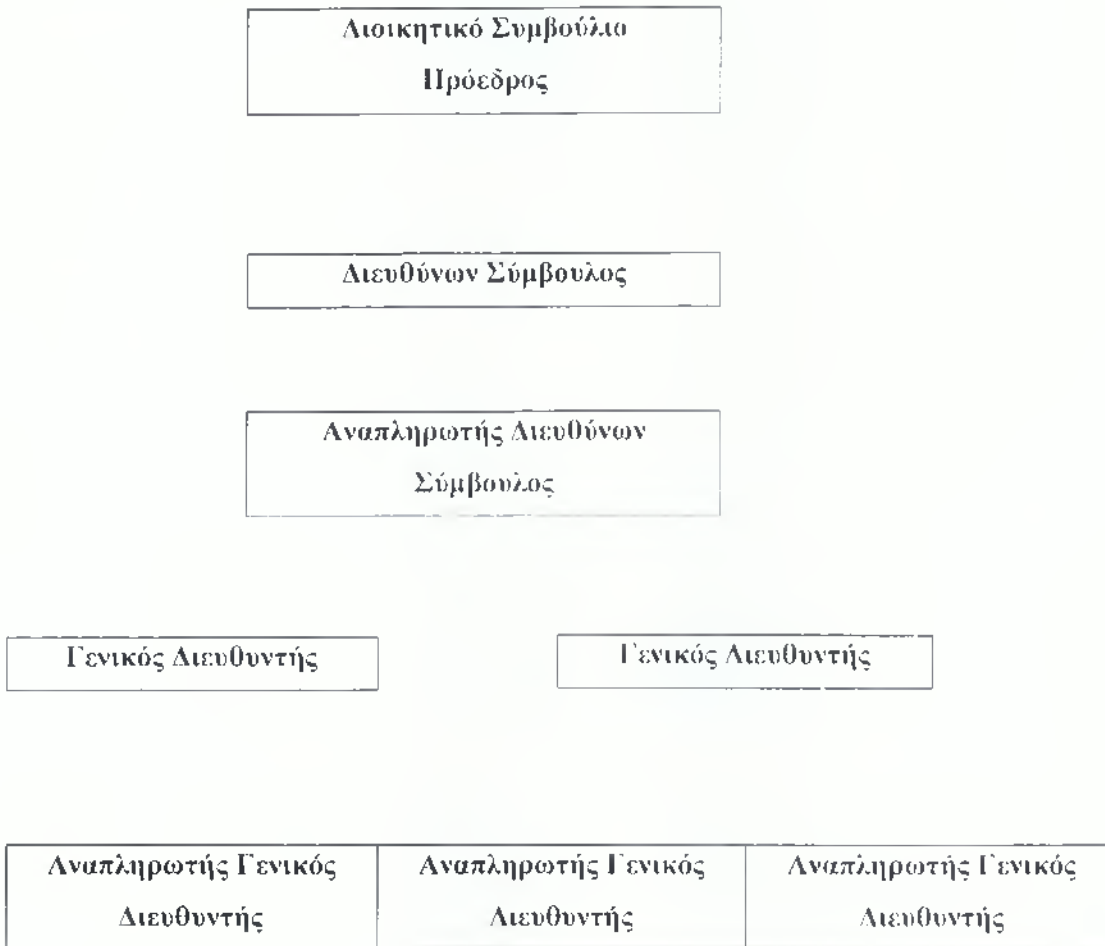 Διοικητικό Συμβούλιο
Πρόεδρος
Διευθύνων Σύμβουλος
Αναπληρωτής Διευθύνων
Σύμβουλος
Γενικός Διευθυντής
Γενικός Διευθυντής
Αναπληρωτής Γενικός
Διευθυντής
Αναπληρωτής Γενικός
Διευθυντής
Αναπληρωτής Γενικός
Διευθυντής